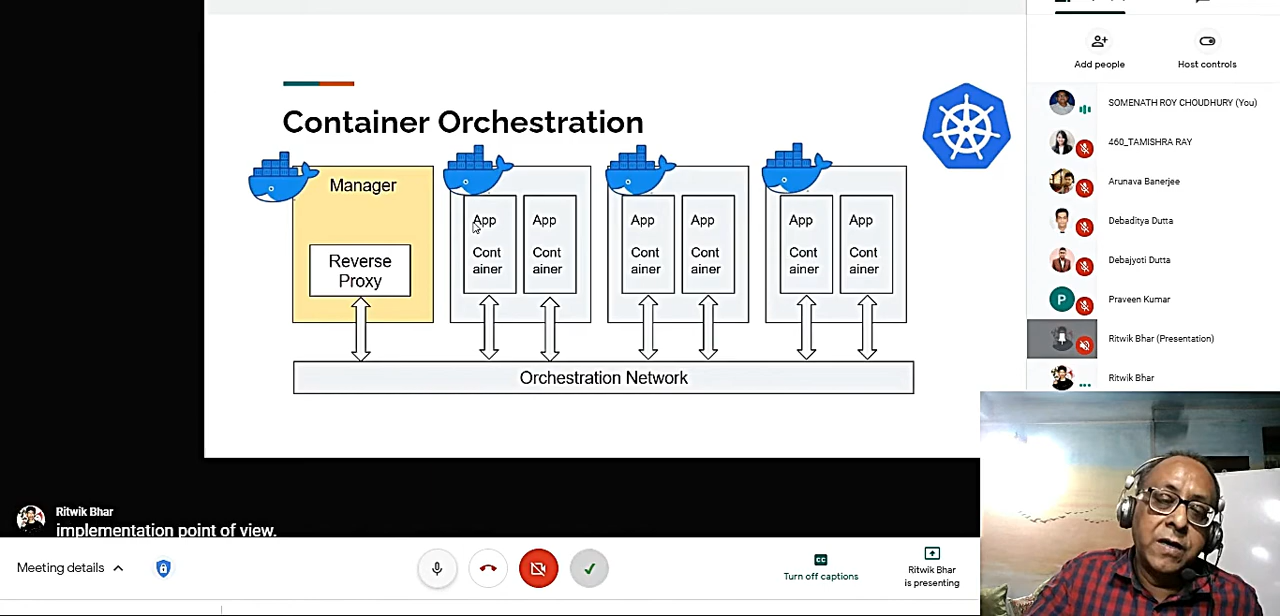 Container Orchestration
Manager
Reverse
Proxy
App
Cont
ainer
App
Cont
ainer
App
Cont
ainer
App
Cont
ainer
App
Cont
ainer
App
Cont
ainer
Orchestration Network
Add people
Host controls
SOMENATH ROY CHOUDHURY (You)
460_TAMISHRA RAY
Arunava Banerjee
Debaditya Dutta
Debajyoti Dutta
P
Praveen Kumar
Ritwik Bhar (Presentation)
Ritwik Bhar
Ritwik Bhar
implementation point of view.
Meeting details
CC
Turn off captions
Ritwik Bhar
is presenting